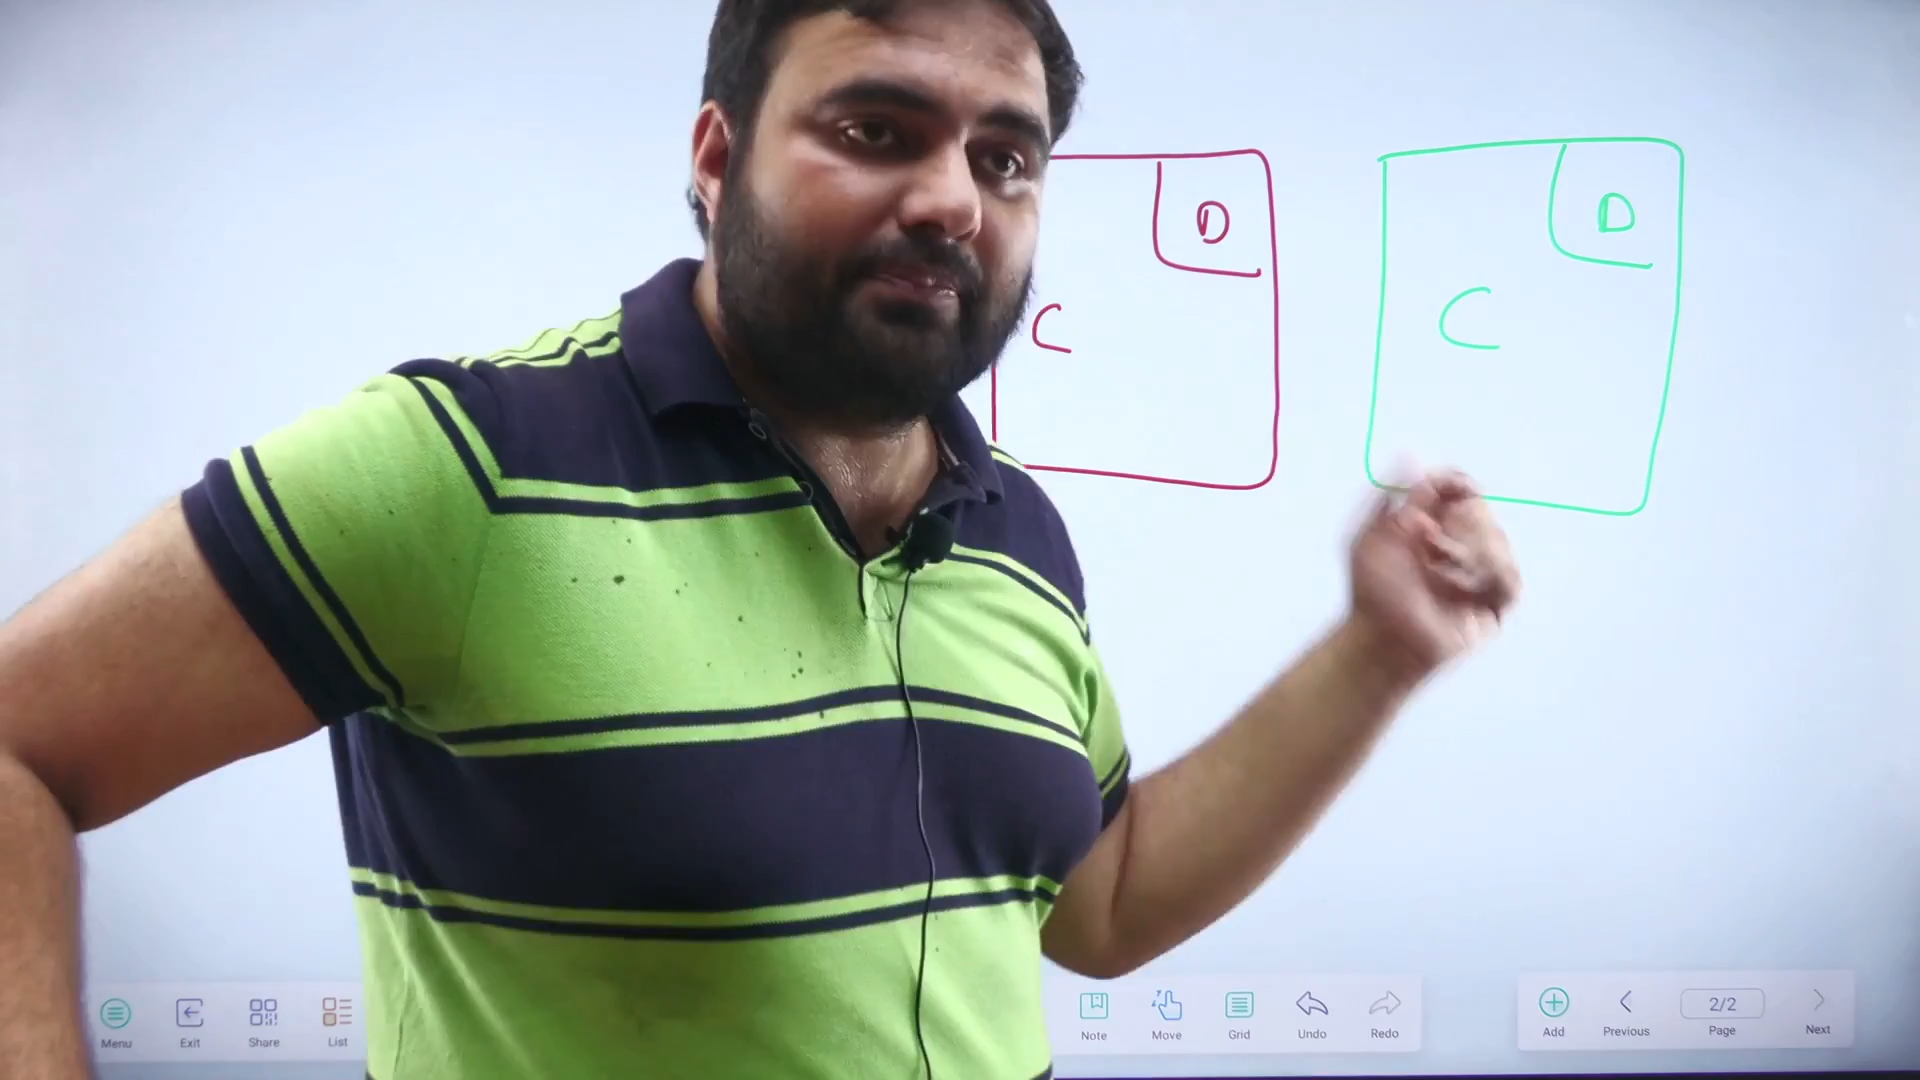 D
C
D
C
Menu
Exit
Share
List
Note
Move
Grid
Undo
Redo
Add
Previous
2/2
Page
Next